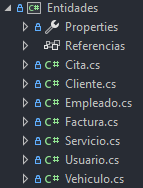 C# Entidades
Properties
Referencias
C# Cita.cs
C# Cliente.cs
C# Empleado.cs
C# Factura.cs
C# Servicio.cs
C# Usuario.cs
C# Vehiculo.cs